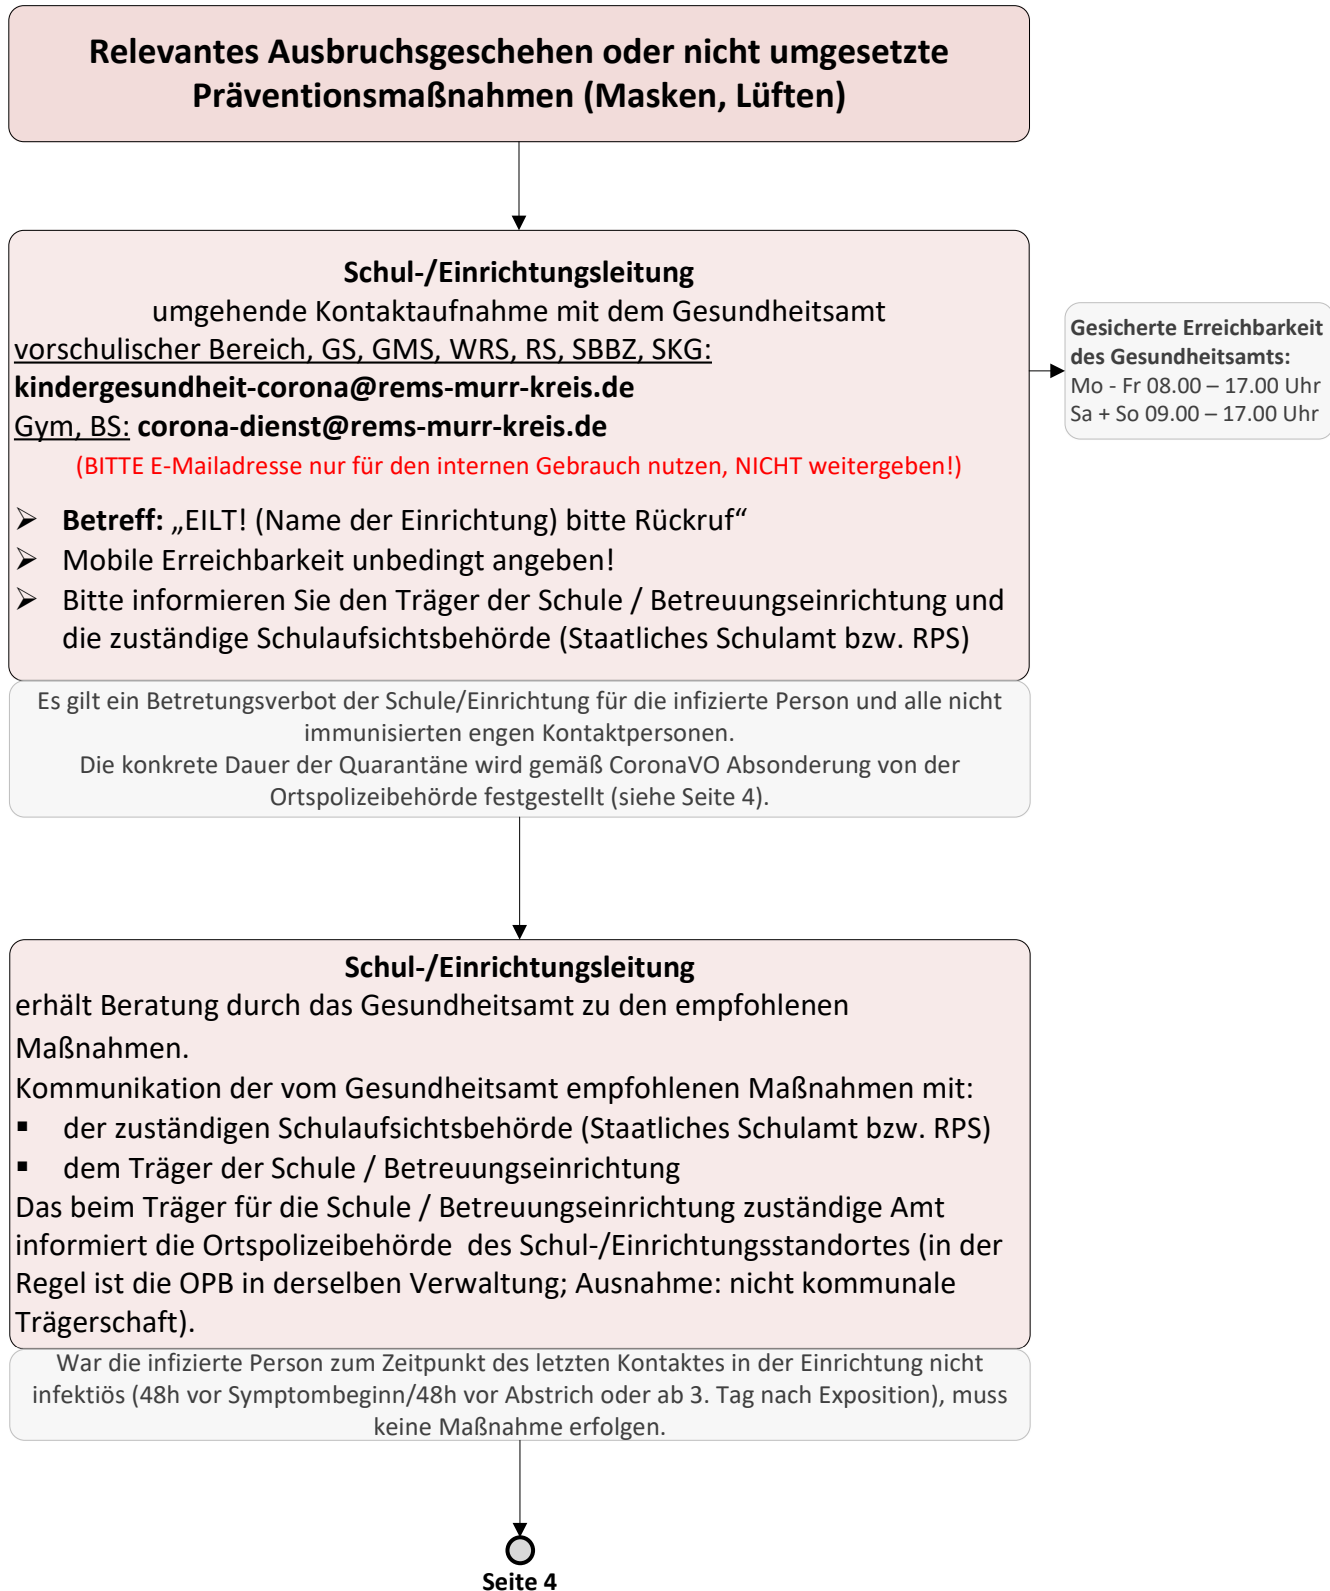 Relevantes Ausbruchsgeschehen oder nicht umgesetzte
Präventionsmaßnahmen (Masken, Lüften)
Schul-/Einrichtungsleitung
umgehende Kontaktaufnahme mit dem Gesundheitsamt
vorschulischer Bereich, GS, GMS, WRS, RS, SBBZ, SKG:
kindergesundheit-corona@rems-murr-kreis.de
Gym, BS: corona-dienst@rems-murr-kreis.de
(BITTE E-Mailadresse nur für den internen Gebrauch nutzen, NICHT weitergeben!)
➢ Betreff: „EILT! (Name der Einrichtung) bitte Rückruf“
➢ Mobile Erreichbarkeit unbedingt angeben!
➢ Bitte informieren Sie den Träger der Schule / Betreuungseinrichtung und
die zuständige Schulaufsichtsbehörde (Staatliches Schulamt bzw. RPS)
Gesicherte Erreichbarkeit
des Gesundheitsamts:
Mo - Fr 08.00 – 17.00 Uhr
Sa + So 09.00 – 17.00 Uhr
Es gilt ein Betretungsverbot der Schule/Einrichtung für die infizierte Person und alle nicht
immunisierten engen Kontaktpersonen.
Die konkrete Dauer der Quarantäne wird gemäß CoronaVO Absonderung von der
Ortspolizeibehörde festgestellt (siehe Seite 4).
Schul-/Einrichtungsleitung
erhält Beratung durch das Gesundheitsamt zu den empfohlenen
Maßnahmen.
Kommunikation der vom Gesundheitsamt empfohlenen Maßnahmen mit:
▪ der zuständigen Schulaufsichtsbehörde (Staatliches Schulamt bzw. RPS)
▪ dem Träger der Schule / Betreuungseinrichtung
Das beim Träger für die Schule / Betreuungseinrichtung zuständige Amt
informiert die Ortspolizeibehörde des Schul-/Einrichtungsstandortes (in der
Regel ist die OPB in derselben Verwaltung; Ausnahme: nicht kommunale
Trägerschaft).
War die infizierte Person zum Zeitpunkt des letzten Kontaktes in der Einrichtung nicht
infektiös (48h vor Symptombeginn/48h vor Abstrich oder ab 3. Tag nach Exposition), muss
keine Maßnahme erfolgen.
Seite 4